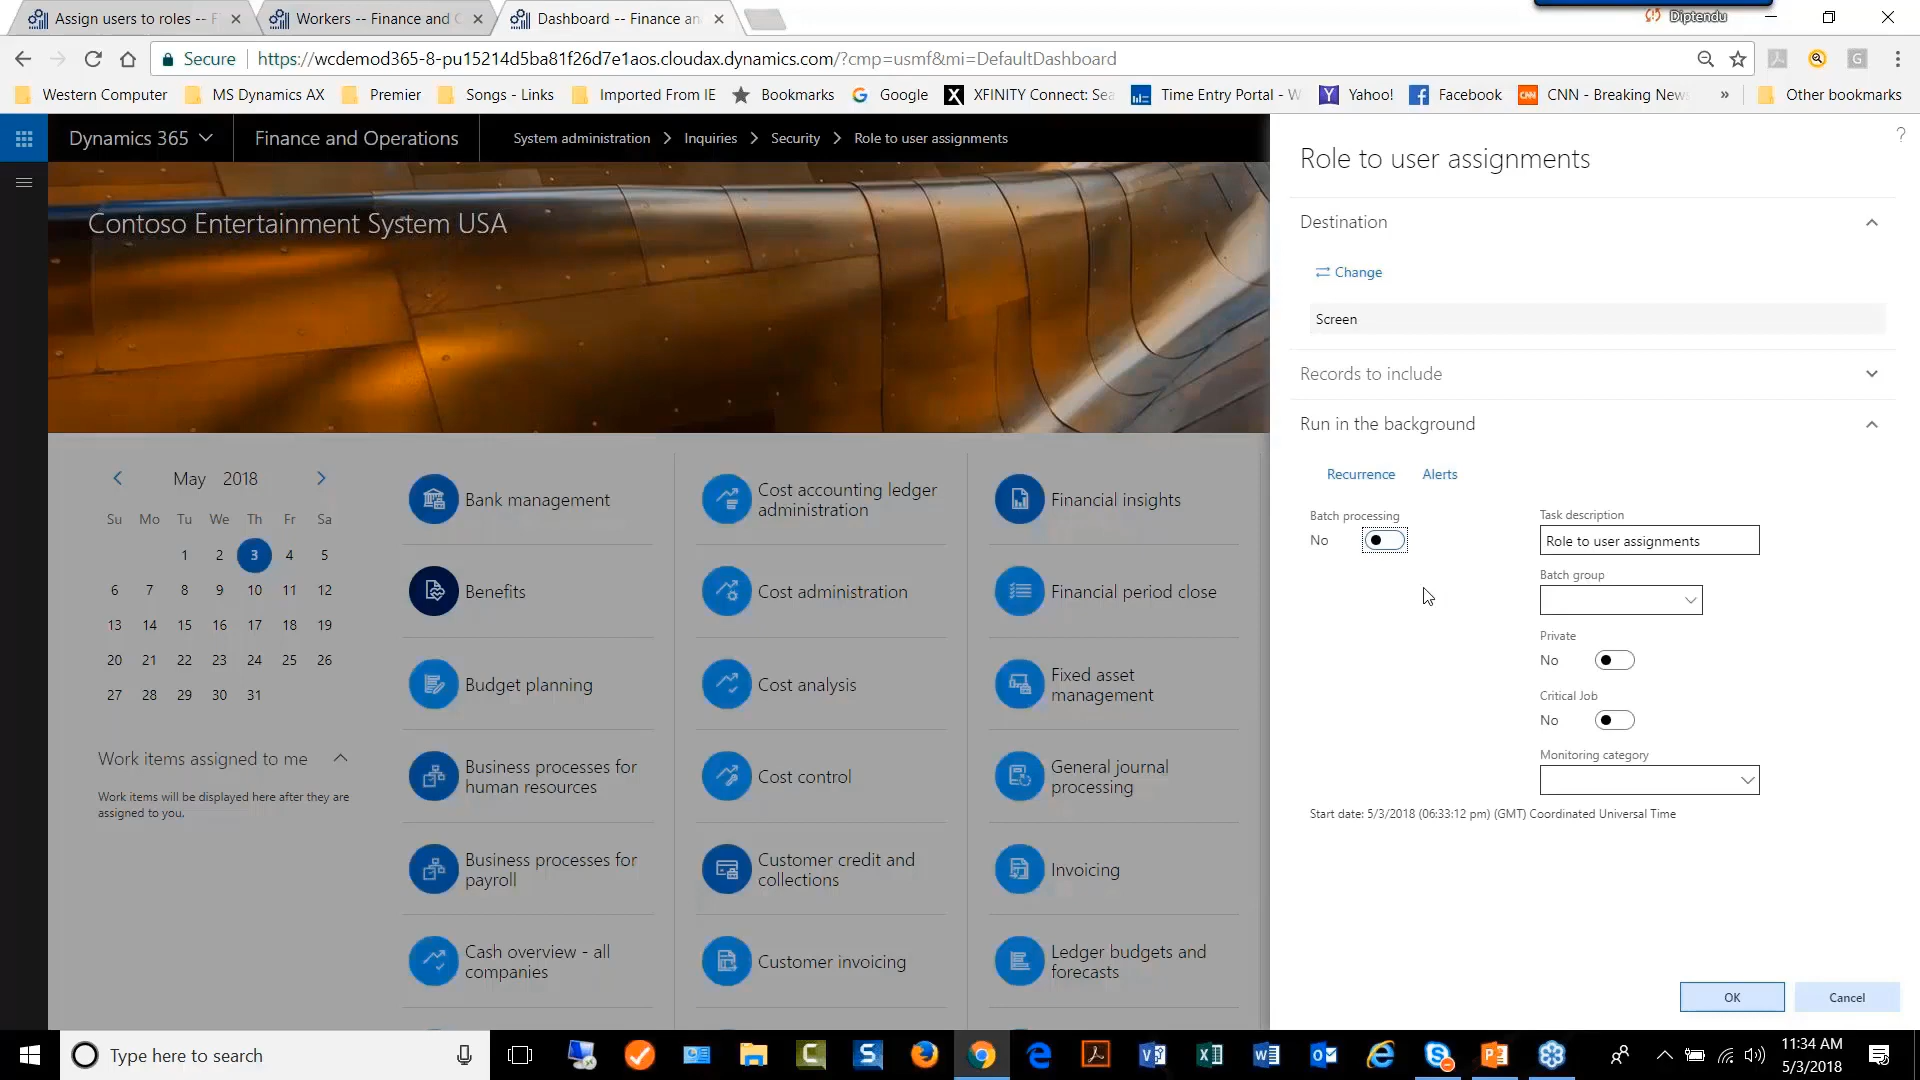 Assign users to roles -- F
Workers -- Finance and O
Dashboard -- Finance an
Diptendu
Secure
https://wcdemod365-8-pu15214d5ba81f26d7e1aos.cloudax.dynamics.com/?cmp=usmf&mi=DefaultDashboard
Western Computer
MS Dynamics AX
Premier
Songs - Links
Imported From IE
Bookmarks
Google
XFINITY Connect: Sea
Time Entry Portal - W
Yahoo!
Facebook
CNN - Breaking News
»
Other bookmarks
Dynamics 365
Finance and Operations
System administration > Inquiries > Security > Role to user assignments
?
Contoso Entertainment System USA
May 2018
Su Mo Tu We Th Fr Sa
1 2 3 4 5
6 7 8 9 10 11 12
13 14 15 16 17 18 19
20 21 22 23 24 25 26
27 28 29 30 31
Work items assigned to me
Work items will be displayed here after they are
assigned to you.
Bank management
Benefits
Budget planning
Business processes for
human resources
Business processes for
payroll
Cash overview - all
companies
Cost accounting ledger
administration
Cost administration
Cost analysis
Cost control
Customer credit and
collections
Customer invoicing
Financial insights
Financial period close
Fixed asset
management
General journal
processing
Invoicing
Ledger budgets and
forecasts
Role to user assignments
Destination
Change
Screen
Records to include
Run in the background
Recurrence
Alerts
Batch processing
No
Task description
Role to user assignments
Batch group
Private
No
Critical Job
No
Monitoring category
Start date: 5/3/2018 (06:33:12 pm) (GMT) Coordinated Universal Time
OK
Cancel
Type here to search
11:34 AM
5/3/2018